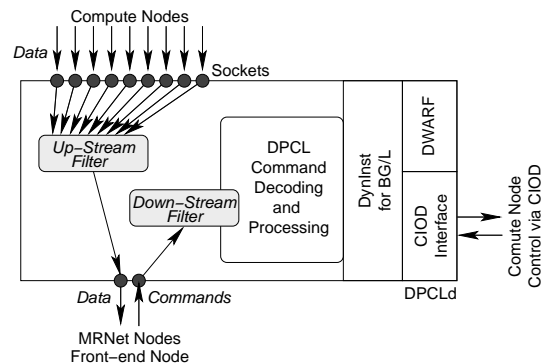 Compute Nodes
Data
Sockets
Up-Stream
Filter
Down-Stream
Filter
DPCL
Command
Decoding
and
Processing
DynInst
for BG/L
DWARF
CIOD
Interface
Comute Node
Control via CIOD
DPCLd
Data
Commands
MRNet Nodes
Front-end Node